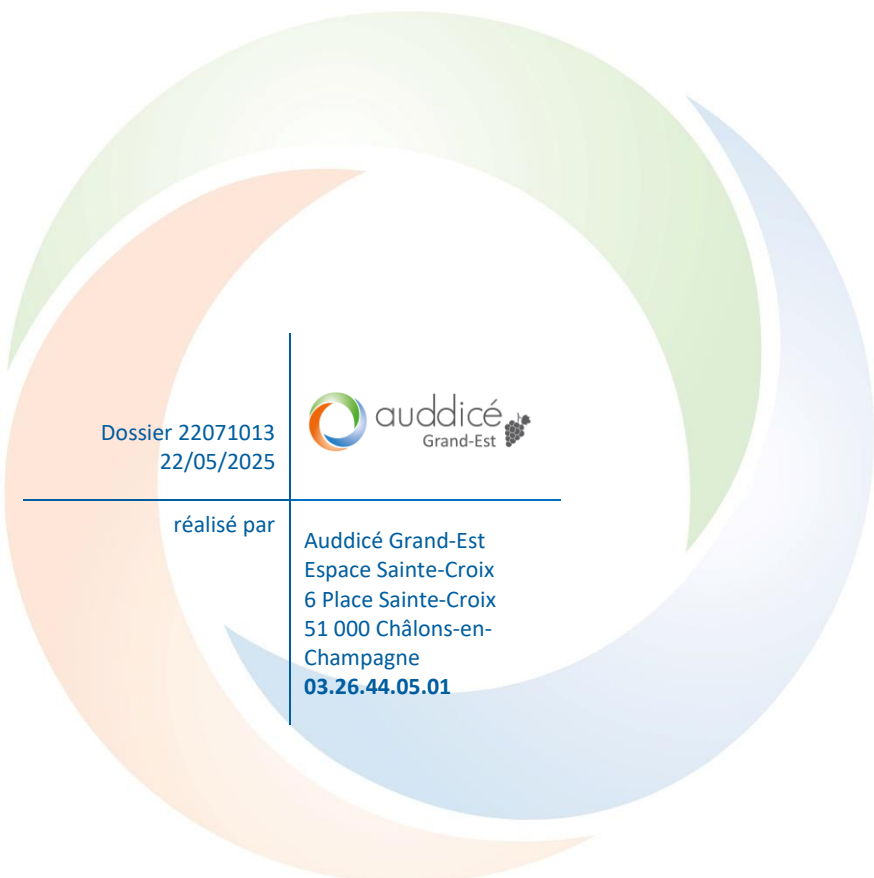 Dossier 22071013
22/05/2025
auddicé
Grand-Est
réalisé par
Auddicé Grand-Est
Espace Sainte-Croix
6 Place Sainte-Croix
51 000 Châlons-en-
Champagne
03.26.44.05.01